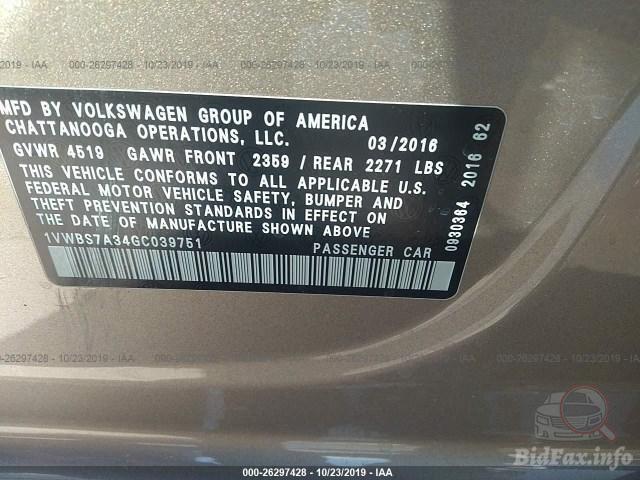 000-26297428 - 10/23/2019 - IAA
MFD BY VOLKSWAGEN GROUP OF AMERICA
CHATTANOOGA OPERATIONS, LLC. 03/2016
GVWR 4519 GAWR FRONT 2359 / REAR 2271 LBS
THIS VEHICLE CONFORMS TO ALL APPLICABLE U.S.
FEDERAL MOTOR VEHICLE SAFETY, BUMPER AND
THEFT PREVENTION STANDARDS IN EFFECT ON
THE DATE OF MANUFACTURE SHOWN ABOVE
1VWBS7A34GC039751 PASSENGER CAR
0930364 2016 62
000-26297428 - 10/23/2019 - IAA
000-26297428 - 10/23/2019 - IAA
BidFax.info